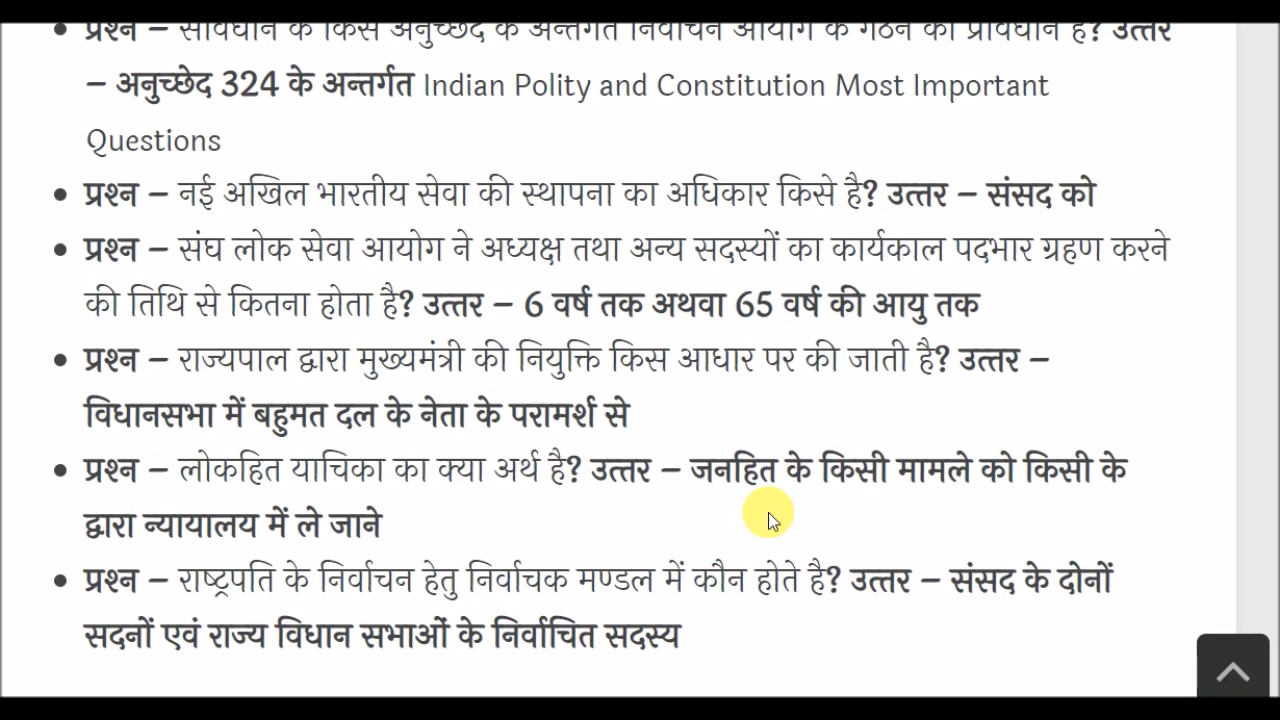 प्रश्न – संविधान के किस अनुच्छेद के अन्तर्गत निर्वाचन आयोग के गठन का प्रावधान है? उत्तर
– अनुच्छेद 324 के अन्तर्गत Indian Polity and Constitution Most Important
Questions
प्रश्न – नई अखिल भारतीय सेवा की स्थापना का अधिकार किसे है? उत्तर – संसद को
प्रश्न – संघ लोक सेवा आयोग ने अध्यक्ष तथा अन्य सदस्यों का कार्यकाल पदभार ग्रहण करने
की तिथि से कितना होता है? उत्तर – 6 वर्ष तक अथवा 65 वर्ष की आयु तक
प्रश्न – राज्यपाल द्वारा मुख्यमंत्री की नियुक्ति किस आधार पर की जाती है? उत्तर –
विधानसभा में बहुमत दल के नेता के परामर्श से
प्रश्न – लोकहित याचिका का क्या अर्थ है? उत्तर – जनहित के किसी मामले को किसी के
द्वारा न्यायालय में ले जाने
प्रश्न – राष्ट्रपति के निर्वाचन हेतु निर्वाचक मण्डल में कौन होते है? उत्तर – संसद के दोनों
सदनों एवं राज्य विधान सभाओं के निर्वाचित सदस्य